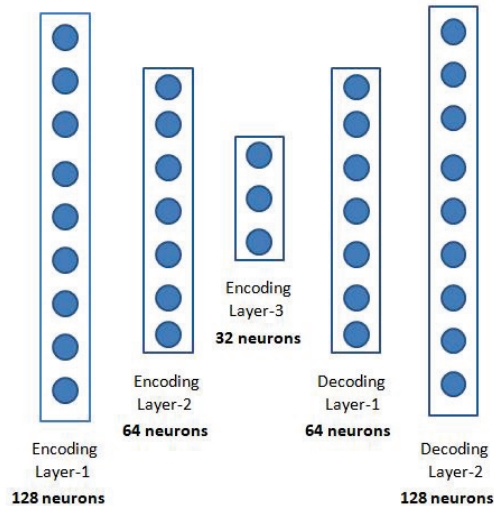 Encoding
Layer-1
128 neurons
Encoding
Layer-2
64 neurons
Encoding
Layer-3
32 neurons
Decoding
Layer-1
64 neurons
Decoding
Layer-2
128 neurons